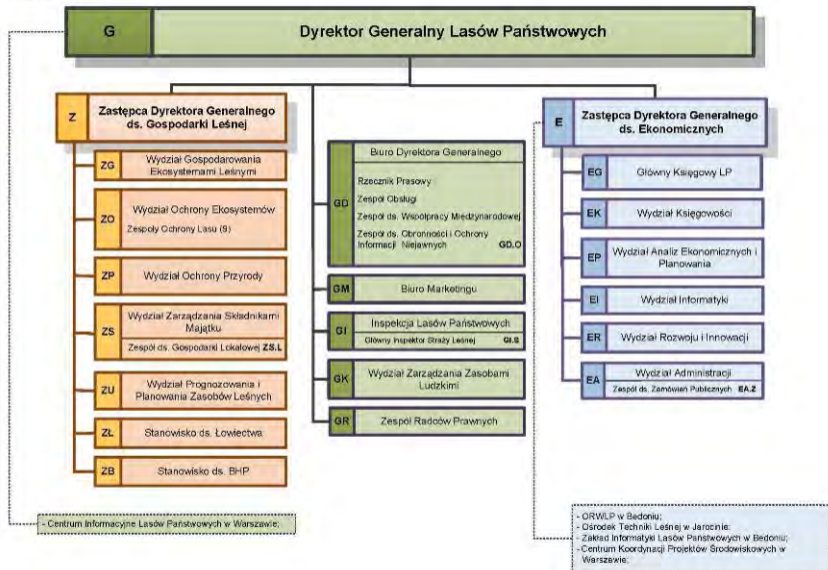 G Dyrektor Generalny Lasów Państwowych
Z Zastępca Dyrektora Generalnego
ds. Gospodarki Leśnej
ZG Wydział Gospodarowania
Ekosystemami Leśnymi
ZO Wydział Ochrony Ekosystemów
Zespoły Ochrony Lasu (9)
ZP Wydział Ochrony Przyrody
ZS Wydział Zarządzania Składnikami
Majątku
Zespół ds. Gospodarki Lokalowej ZS.L
ZU Wydział Prognozowania i
Planowania Zasobów Leśnych
ZŁ Stanowisko ds. Łowiectwa
ZB Stanowisko ds. BHP
- Centrum Informacyjne Lasów Państwowych w Warszawie;
GD Biuro Dyrektora Generalnego
Rzecznik Prasowy
Zespół Obsługi
Zespół ds. Współpracy Międzynarodowej
Zespół ds. Obronności i Ochrony
Informacji Niejawnych GD.O
GM Biuro Marketingu
GI Inspekcja Lasów Państwowych
Główny Inspektor Straży Leśnej GI.S
GK Wydział Zarządzania Zasobami
Ludzkimi
GR Zespół Radców Prawnych
E Zastępca Dyrektora Generalnego
ds. Ekonomicznych
EG Główny Księgowy LP
EK Wydział Księgowości
EP Wydział Analiz Ekonomicznych i
Planowania
EI Wydział Informatyki
ER Wydział Rozwoju i Innowacji
EA Wydział Administracji
Zespół ds. Zamówień Publicznych EA.Z
- ORWLP w Bedoniu;
- Ośrodek Techniki Leśnej w Jarocinie;
- Zakład Informatyki Lasów Państwowych w Bedoniu;
- Centrum Koordynacji Projektów Środowiskowych w
Warszawie;